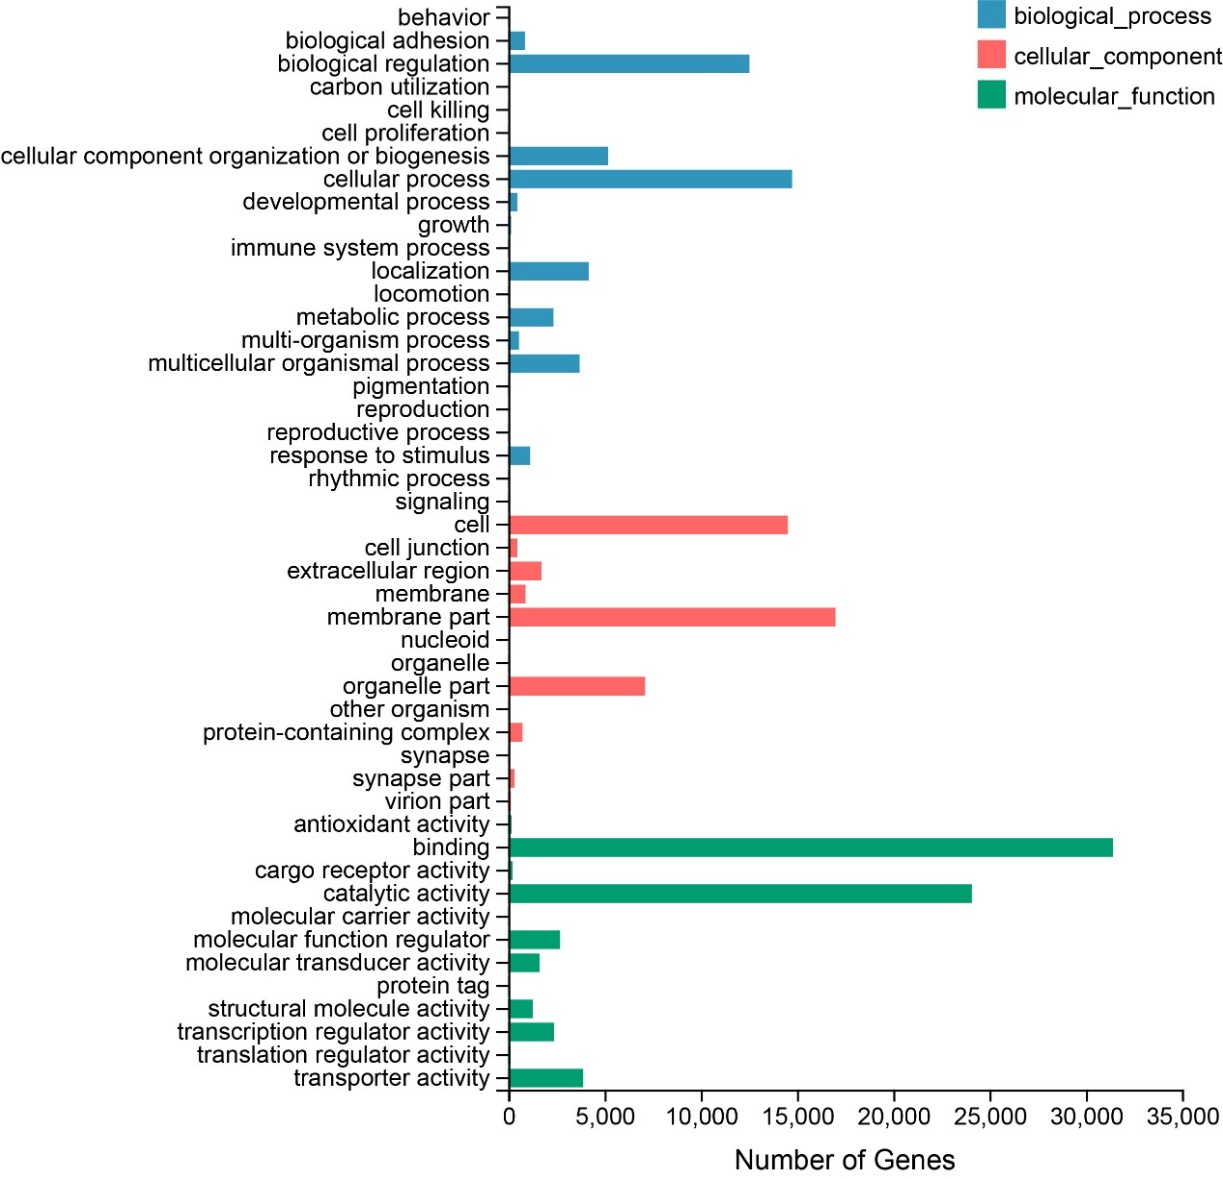 behavior
biological adhesion
biological regulation
carbon utilization
cell killing
cell proliferation
cellular component organization or biogenesis
cellular process
developmental process
growth
immune system process
localization
locomotion
metabolic process
multi-organism process
multicellular organismal process
pigmentation
reproduction
reproductive process
response to stimulus
rhythmic process
signaling
cell
cell junction
extracellular region
membrane
membrane part
nucleoid
organelle
organelle part
other organism
protein-containing complex
synapse
synapse part
virion part
antioxidant activity
binding
cargo receptor activity
catalytic activity
molecular carrier activity
molecular function regulator
molecular transducer activity
protein tag
structural molecule activity
transcription regulator activity
translation regulator activity
transporter activity
0 5,000 10,000 15,000 20,000 25,000 30,000 35,000
Number of Genes
biological_process
cellular_component
molecular_function